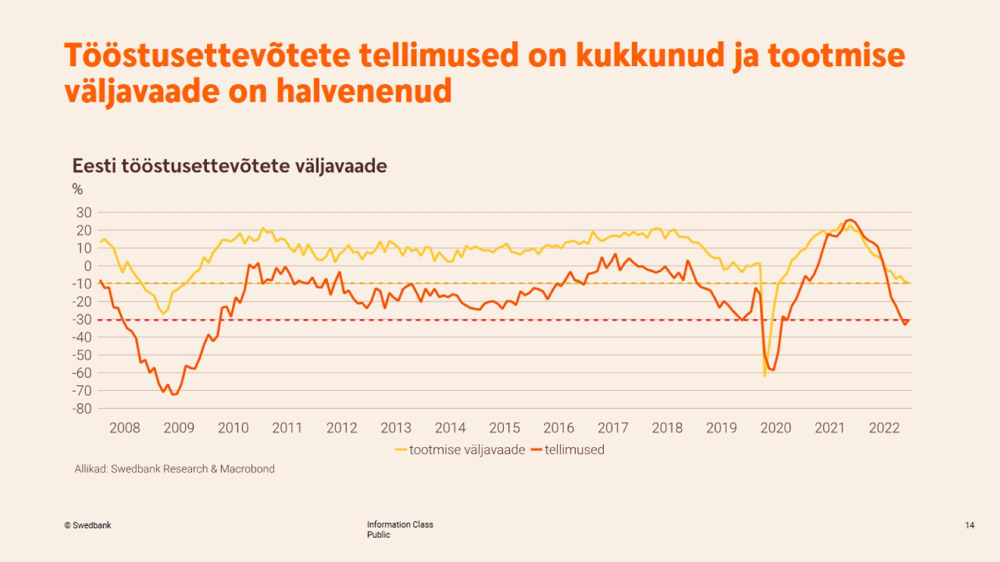 Tööstusettevõtete tellimused on kukkunud ja tootmise
väljavaade on halvenenud
Eesti tööstusettevõtete väljavaade
%
30
20
10
0
-10
-20
-30
-40
-50
-60
-70
-80
2008 2009 2010 2011 2012 2013 2014 2015 2016 2017 2018 2019 2020 2021 2022
tootmise väljavaade tellimused
Allikad: Swedbank Research & Macrobond
© Swedbank
Information Class
Public
14